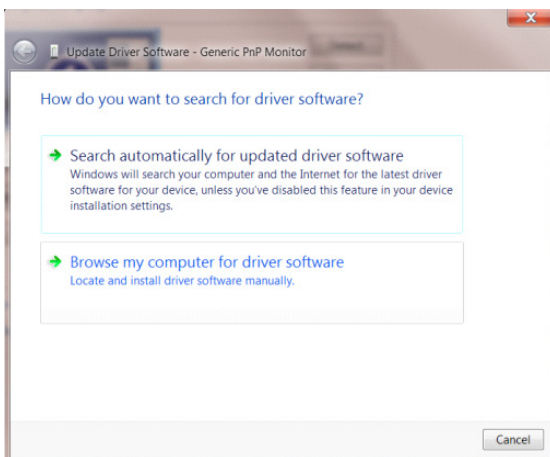 Update Driver Software - Generic PnP Monitor
How do you want to search for driver software?
Search automatically for updated driver software
Windows will search your computer and the Internet for the latest driver
software for your device, unless you've disabled this feature in your device
installation settings.
Browse my computer for driver software
Locate and install driver software manually.
Cancel